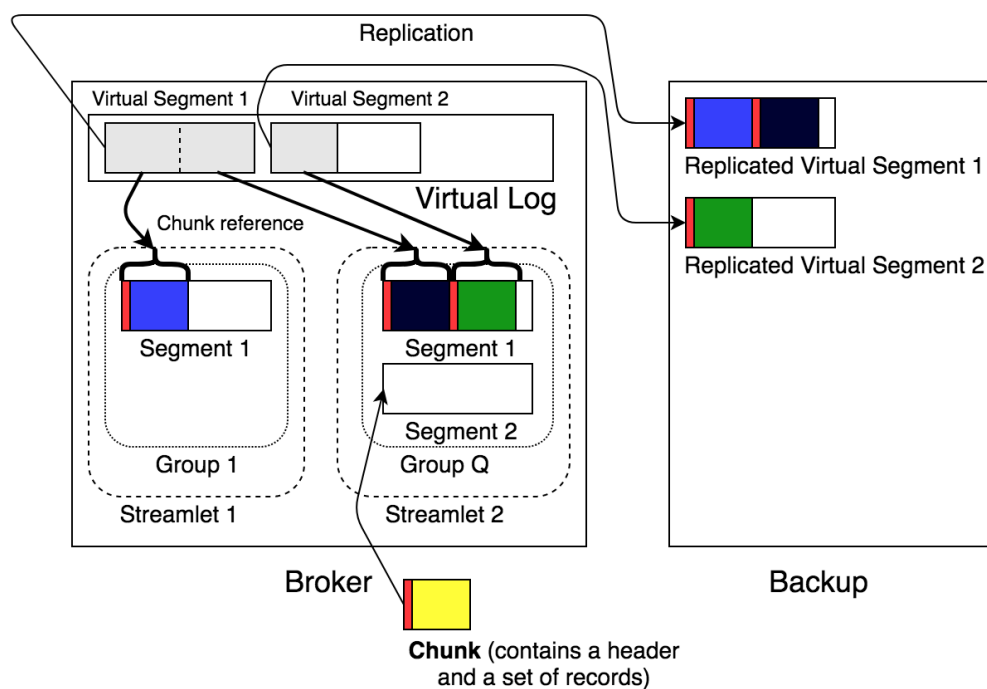 Replication
Virtual Segment 1
Virtual Segment 2
Virtual Log
Chunk reference
Segment 1
Group 1
Streamlet 1
Segment 1
Segment 2
Group Q
Streamlet 2
Broker
Replicated Virtual Segment 1
Replicated Virtual Segment 2
Backup
Chunk (contains a header
and a set of records)